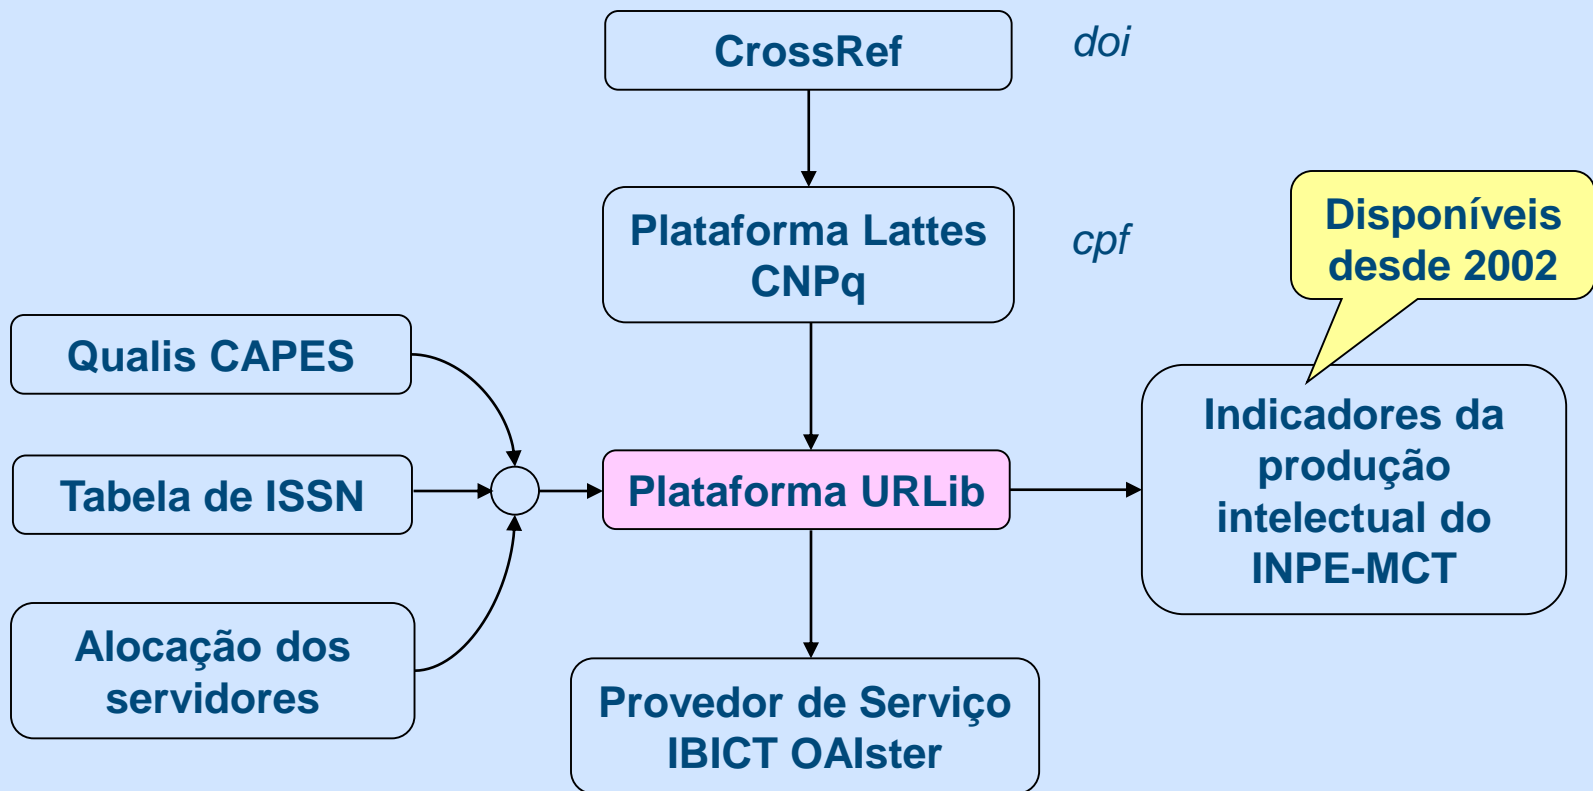 CrossRef
doi
Plataforma Lattes
CNPq
cpf
Disponíveis
desde 2002
Qualis CAPES
Tabela de ISSN
Alocação dos
servidores
Plataforma URLib
Indicadores da
produção
intelectual do
INPE-MCT
Provedor de Serviço
IBICT OAIster